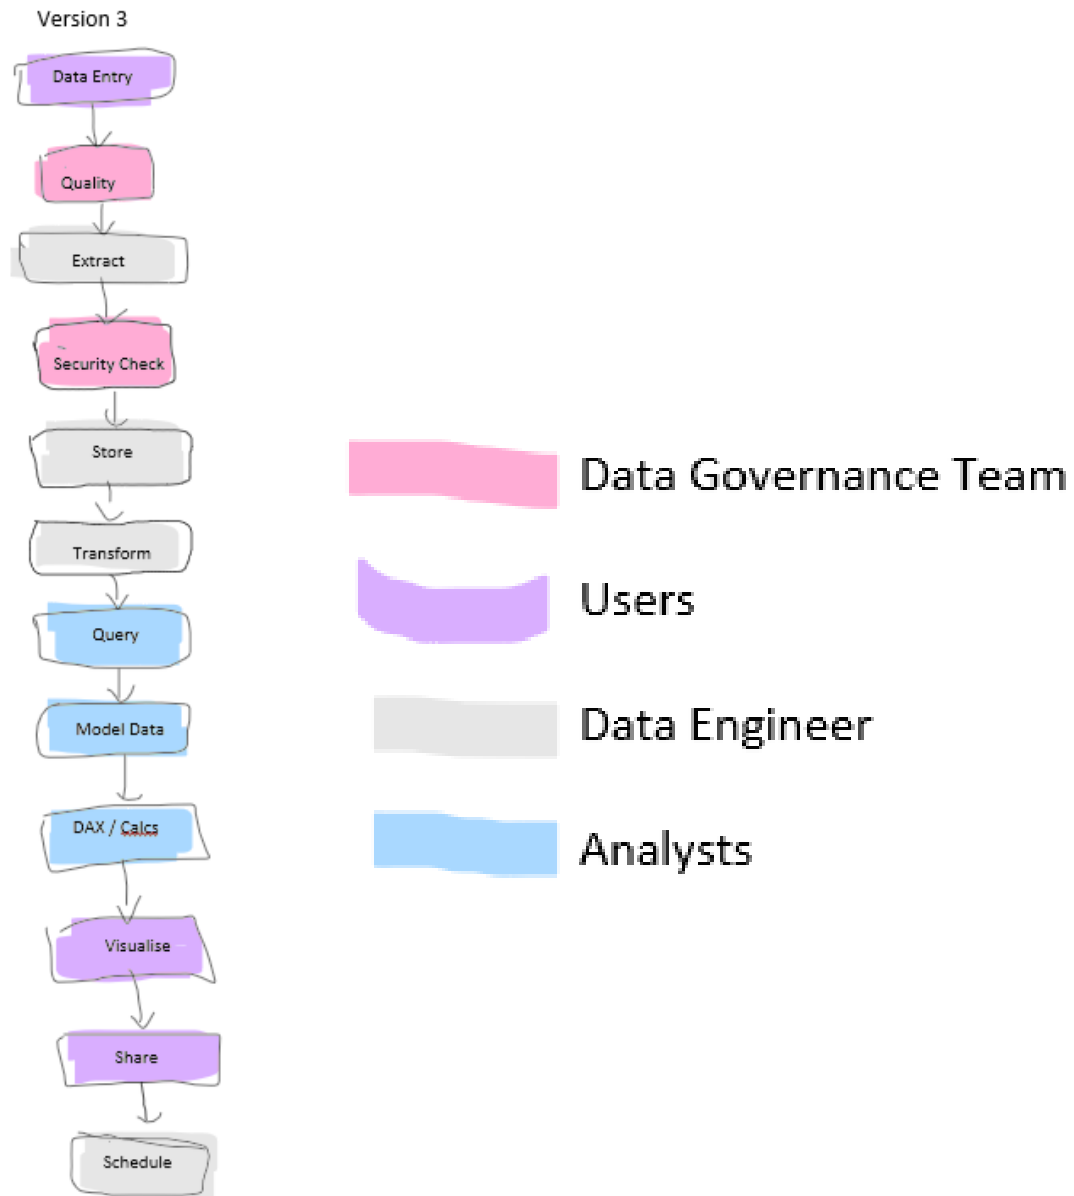 Version 3
Data Entry
Quality
Extract
Security Check
Store
Transform
Query
Model Data
DAX / Calcs
Visualise
Share
Schedule
Data Governance Team
Users
Data Engineer
Analysts